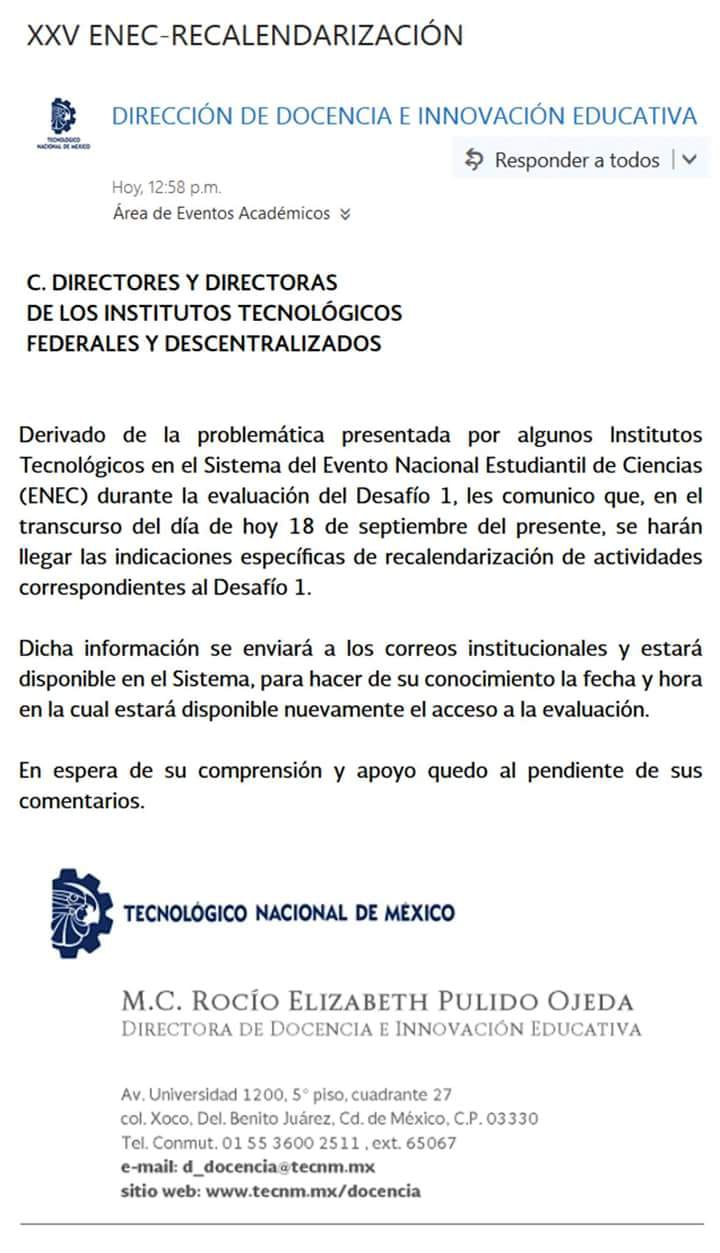 XXV ENEC-RECALENDARIZACIÓN
DIRECCIÓN DE DOCENCIA E INNOVACIÓN EDUCATIVA
TECNOLÓGICO
NACIONAL DE MÉXICO
Responder a todos
Hoy, 12:58 p.m.
Área de Eventos Académicos
C. DIRECTORES Y DIRECTORAS
DE LOS INSTITUTOS TECNOLÓGICOS
FEDERALES Y DESCENTRALIZADOS
Derivado de la problemática presentada por algunos Institutos
Tecnológicos en el Sistema del Evento Nacional Estudiantil de Ciencias
(ENEC) durante la evaluación del Desafío 1, les comunico que, en el
transcurso del día de hoy 18 de septiembre del presente, se harán
llegar las indicaciones específicas de recalendarización de actividades
correspondientes al Desafío 1.
Dicha información se enviará a los correos institucionales y estará
disponible en el Sistema, para hacer de su conocimiento la fecha y hora
en la cual estará disponible nuevamente el acceso a la evaluación.
En espera de su comprensión y apoyo quedo al pendiente de sus
comentarios.
TECNOLÓGICO NACIONAL DE MÉXICO
M.C. ROCÍO ELIZABETH PULIDO OJEDA
DIRECTORA DE DOCENCIA E INNOVACIÓN EDUCATIVA
Av. Universidad 1200, 5° piso, cuadrante 27
col. Xoco, Del. Benito Juárez, Cd. de México, C.P. 03330
Tel. Conmut. 01 55 3600 2511 , ext. 65067
e-mail: d_docencia@tecnm.mx
sitio web: www.tecnm.mx/docencia